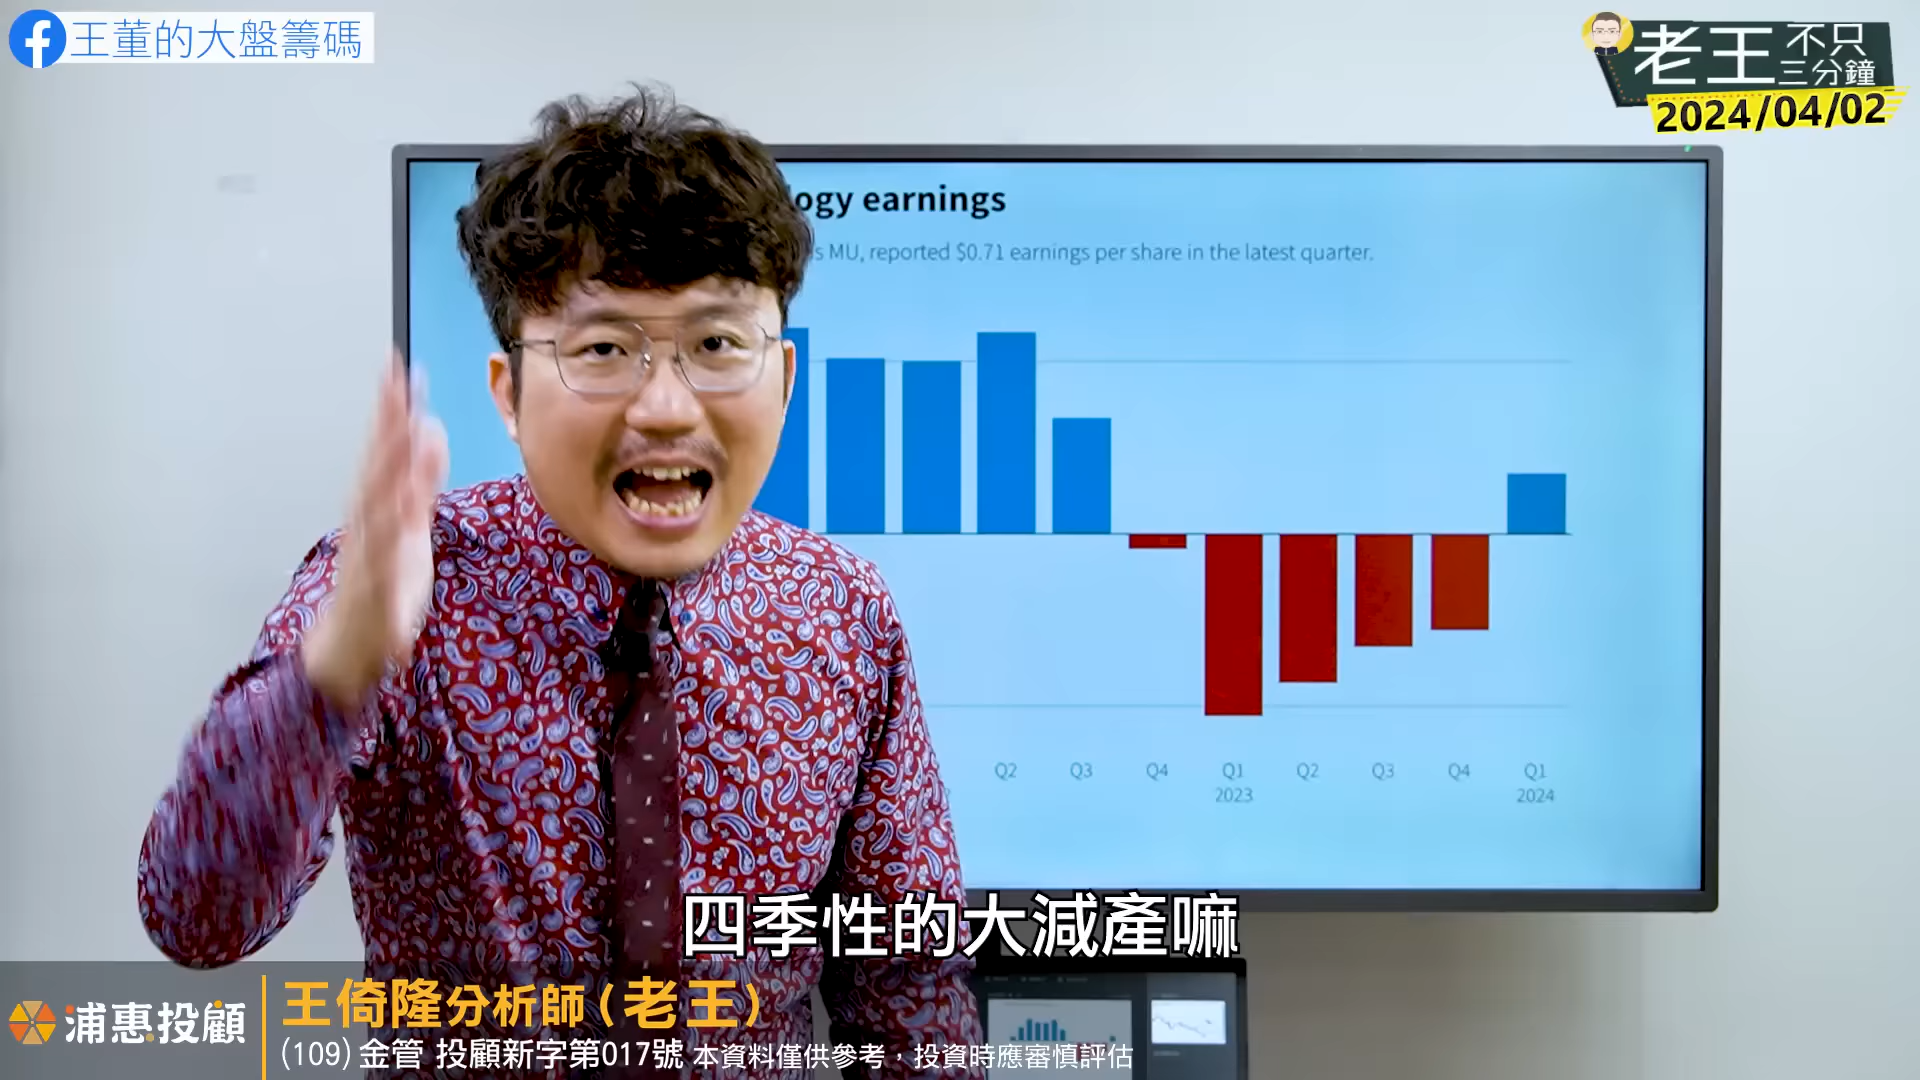 王董的大盤籌碼
老王不只三分鐘
2024/04/02
ogy earnings
s MU, reported $0.71 earnings per share in the latest quarter.
Q2 Q3 Q4 Q1 Q2 Q3 Q4 Q1
2023 2024
四季性的大減產嘛
浦惠投顧
王倚隆分析師(老王)
(109) 金管 投顧新字第017號 本資料僅供參考，投資時應審慎評估